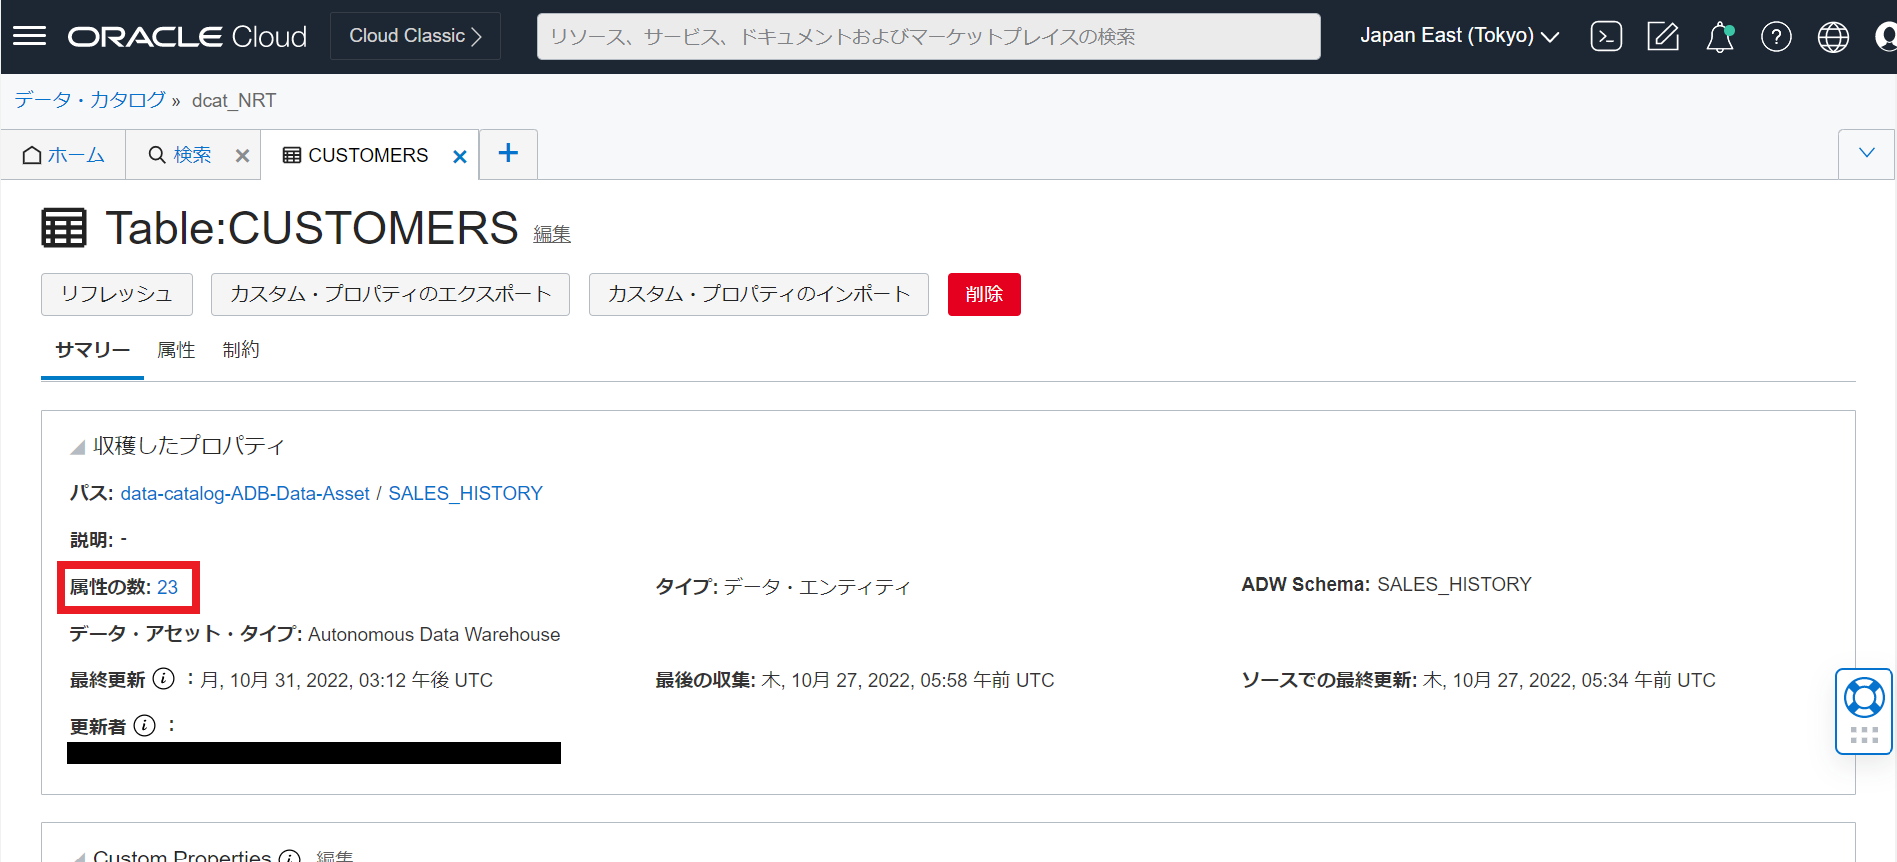 ORACLE Cloud
Cloud Classic
リソース、サービス、ドキュメントおよびマーケットプレイスの検索
Japan East (Tokyo)
データ・カタログ » dcat_NRT
ホーム
検索
CUSTOMERS
Table:CUSTOMERS 編集
リフレッシュ
カスタム・プロパティのエクスポート
カスタム・プロパティのインポート
削除
サマリー
属性
制約
収穫したプロパティ
パス: data-catalog-ADB-Data-Asset / SALES_HISTORY
説明: -
属性の数: 23
タイプ: データ・エンティティ
ADW Schema: SALES_HISTORY
データ・アセット・タイプ: Autonomous Data Warehouse
最終更新 : 月, 10月 31, 2022, 03:12 午後 UTC
最後の収集: 木, 10月 27, 2022, 05:58 午前 UTC
ソースでの最終更新: 木, 10月 27, 2022, 05:34 午前 UTC
更新者 :
Custom Properties 編集